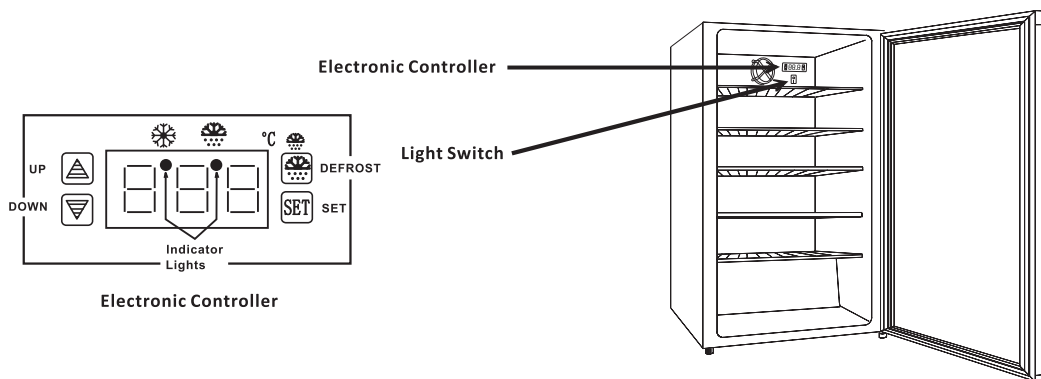 Electronic Controller
Light Switch
°C
UP
DEFROST
DOWN
SET
SET
Indicator
Lights
Electronic Controller